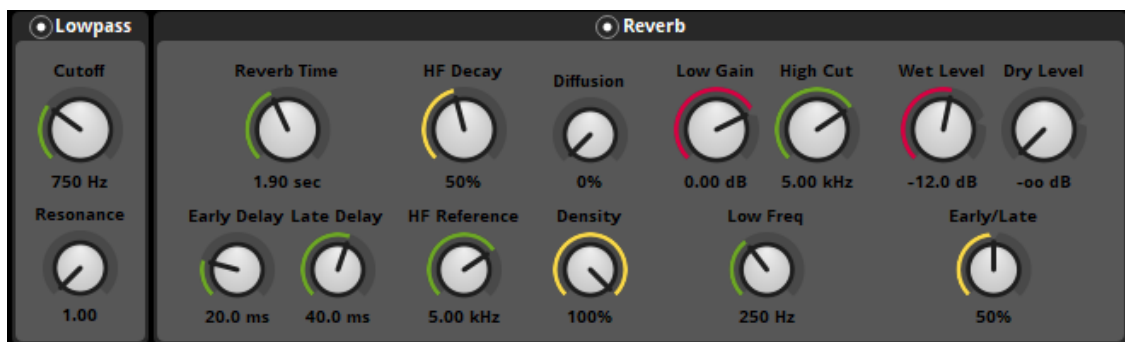 Lowpass
Cutoff
750 Hz
Resonance
1.00
Reverb
Reverb Time
1.90 sec
HF Decay
50%
Diffusion
0%
Low Gain
0.00 dB
High Cut
5.00 kHz
Wet Level
-12.0 dB
Dry Level
-oo dB
Early Delay
20.0 ms
Late Delay
40.0 ms
HF Reference
5.00 kHz
Density
100%
Low Freq
250 Hz
Early/Late
50%